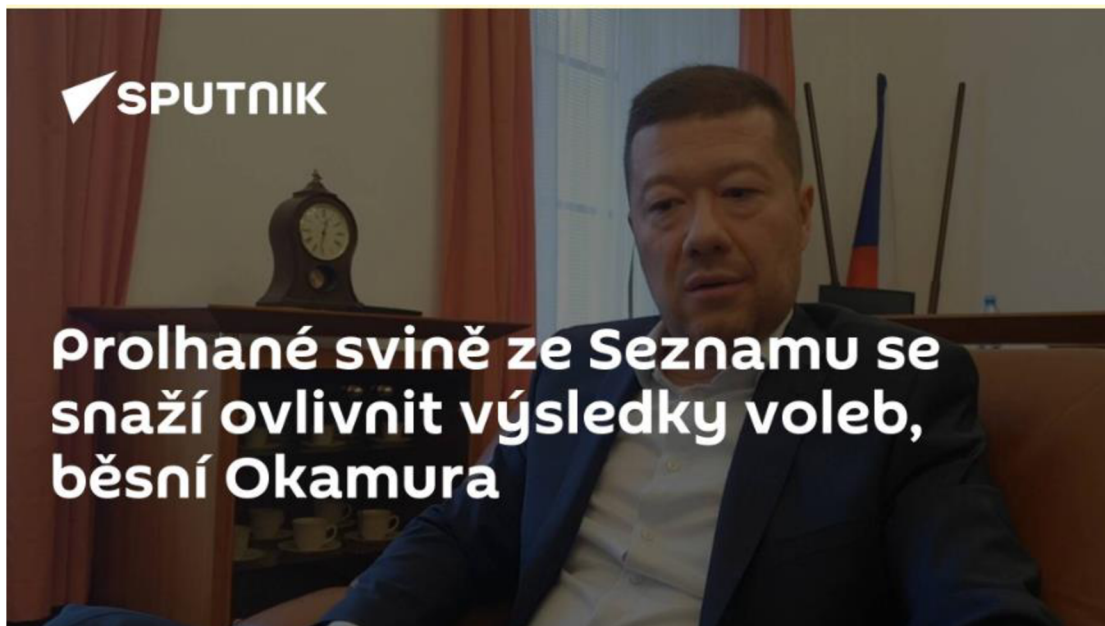 SPUTNIK
Prolhané svině ze Seznamu se
snaží ovlivnit výsledky voleb,
běsní Okamura